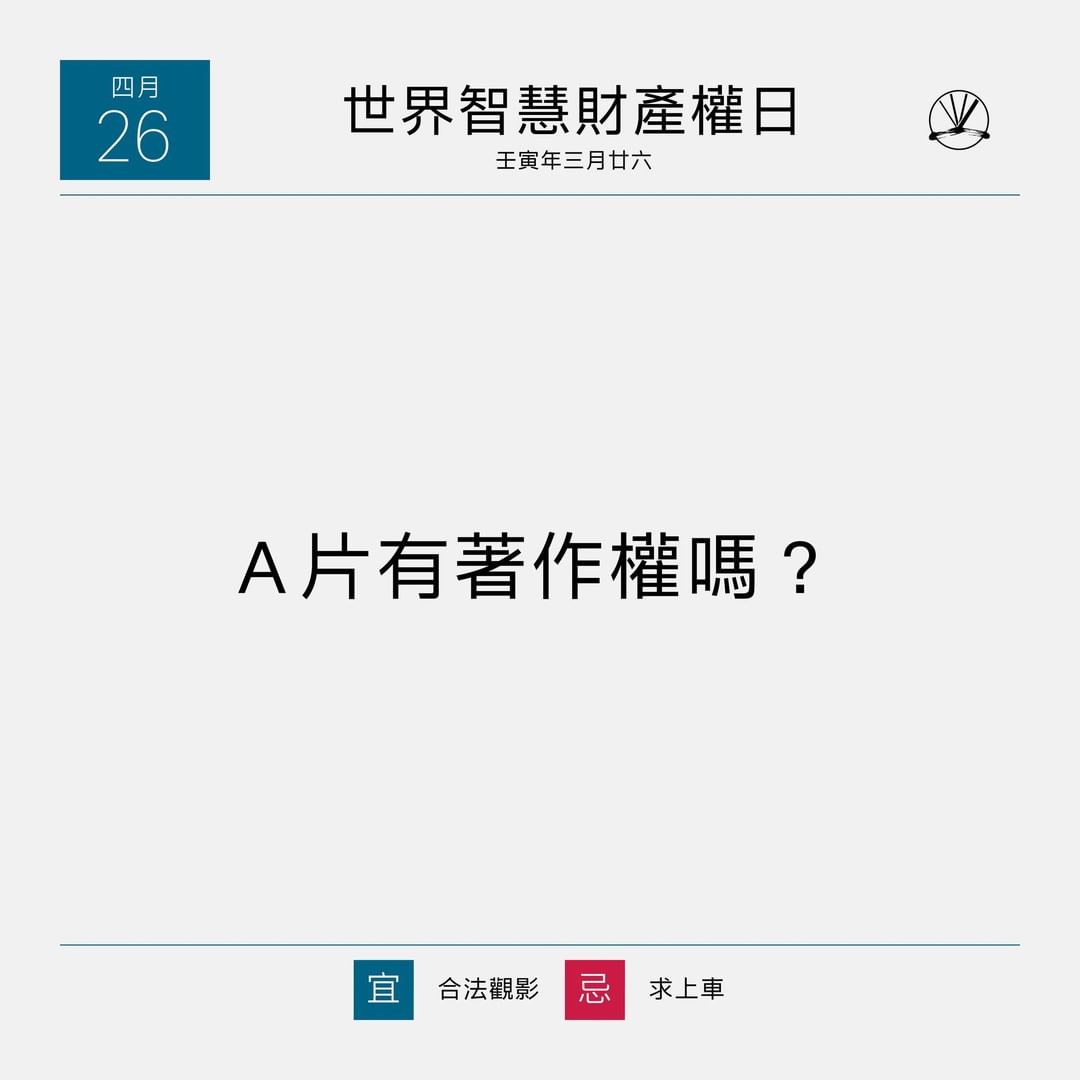 四月
26
世界智慧財產權日
壬寅年三月廿六
A片有著作權嗎？
宜 合法觀影 忌 求上車